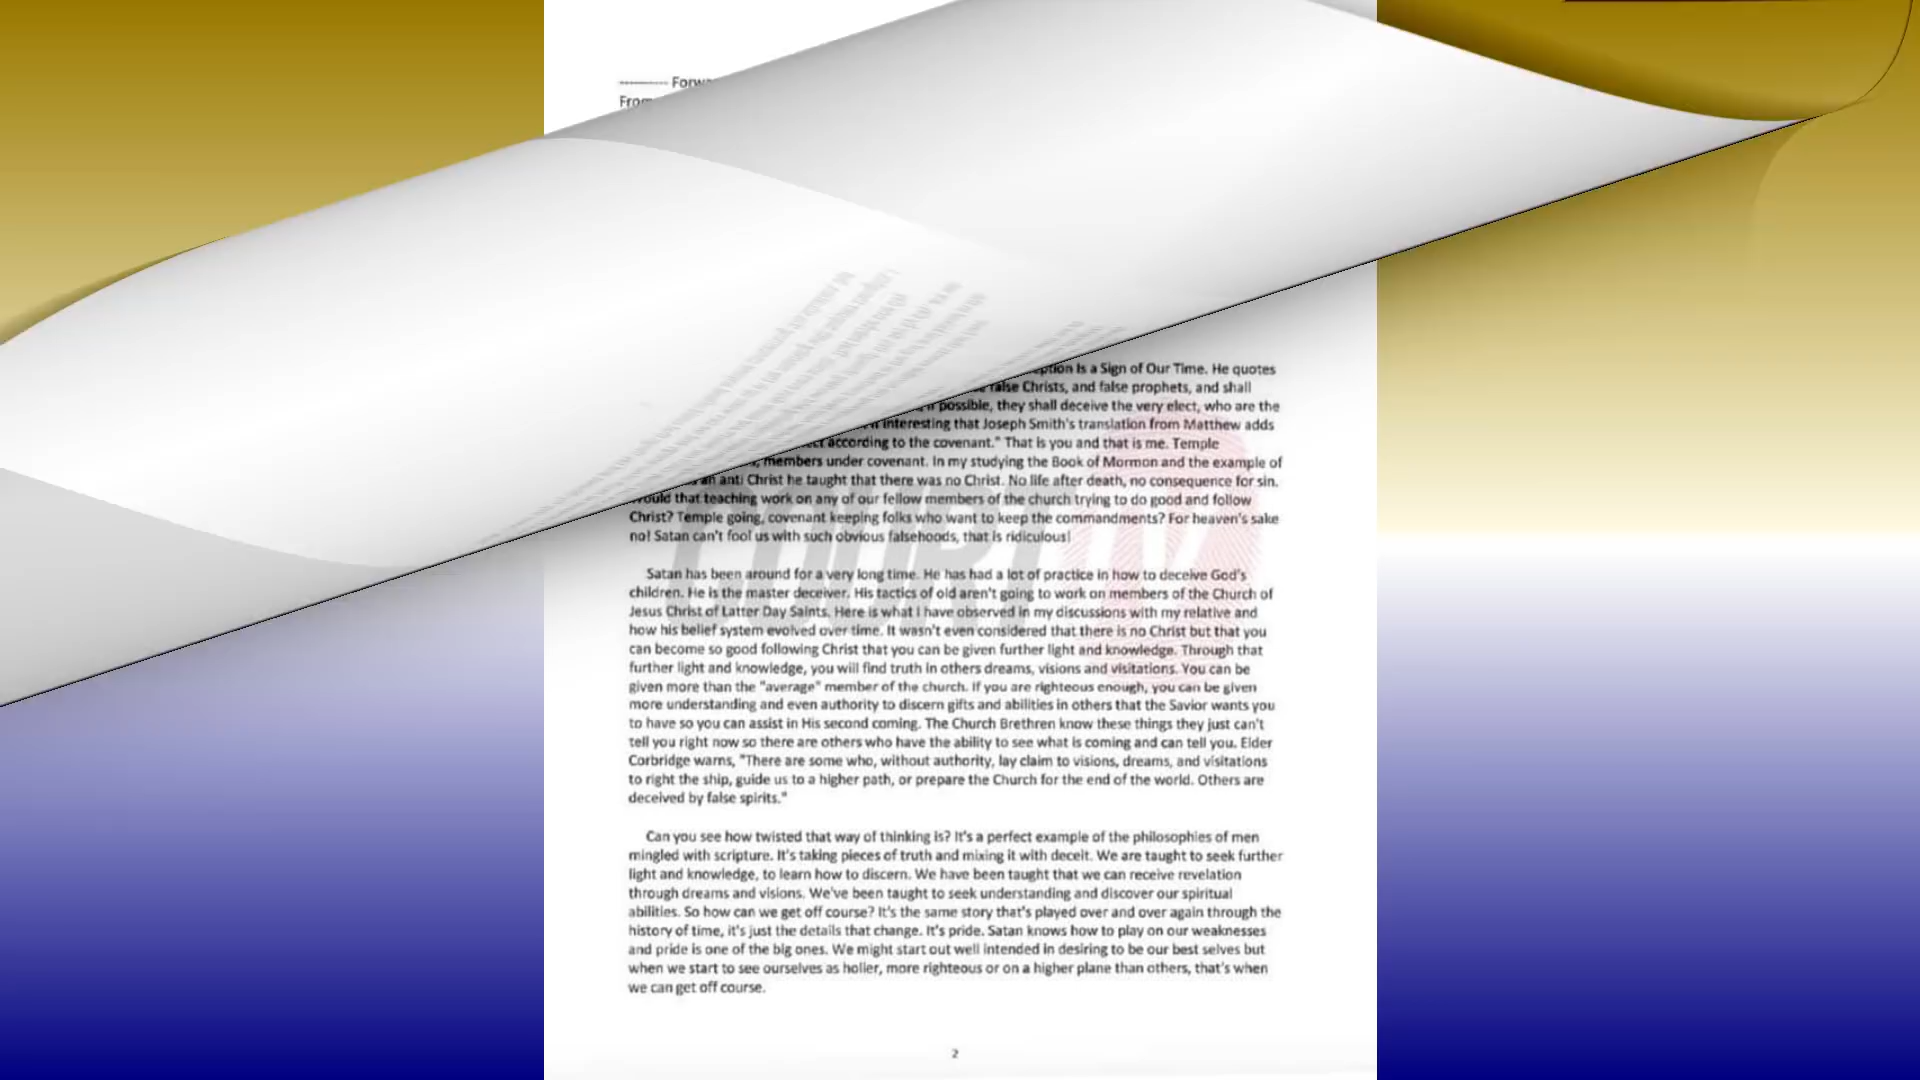 ---------- Forw
From
is a Sign of Our Time. He quotes
Christs, and false prophets, and shall
possible, they shall deceive the very elect, who are the
interesting that Joseph Smith's translation from Matthew adds
according to the covenant." That is you and that is me. Temple
members under covenant. In my studying the Book of Mormon and the example of
an anti Christ he taught that there was no Christ. No life after death, no consequence for sin.
would that teaching work on any of our fellow members of the church trying to do good and follow
Christ? Temple going, covenant keeping folks who want to keep the commandments? For heaven's sake
no! Satan can't fool us with such obvious falsehoods, that is ridiculous!
COURT TV
Satan has been around for a very long time. He has had a lot of practice in how to deceive God's
children. He is the master deceiver. His tactics of old aren't going to work on members of the Church of
Jesus Christ of Latter Day Saints. Here is what I have observed in my discussions with my relative and
how his belief system evolved over time. It wasn't even considered that there is no Christ but that you
can become so good following Christ that you can be given further light and knowledge. Through that
further light and knowledge, you will find truth in others dreams, visions and visitations. You can be
given more than the "average" member of the church. If you are righteous enough, you can be given
more understanding and even authority to discern gifts and abilities in others that the Savior wants you
to have so you can assist in His second coming. The Church Brethren know these things they just can't
tell you right now so there are others who have the ability to see what is coming and can tell you. Elder
Corbridge warns, "There are some who, without authority, lay claim to visions, dreams, and visitations
to right the ship, guide us to a higher path, or prepare the Church for the end of the world. Others are
deceived by false spirits."
Can you see how twisted that way of thinking is? It's a perfect example of the philosophies of men
mingled with scripture. It's taking pieces of truth and mixing it with deceit. We are taught to seek further
light and knowledge, to learn how to discern. We have been taught that we can receive revelation
through dreams and visions. We've been taught to seek understanding and discover our spiritual
abilities. So how can we get off course? It's the same story that's played over and over again through the
history of time, it's just the details that change. It's pride. Satan knows how to play on our weaknesses
and pride is one of the big ones. We might start out well intended in desiring to be our best selves but
when we start to see ourselves as holier, more righteous or on a higher plane than others, that's when
we can get off course.
2